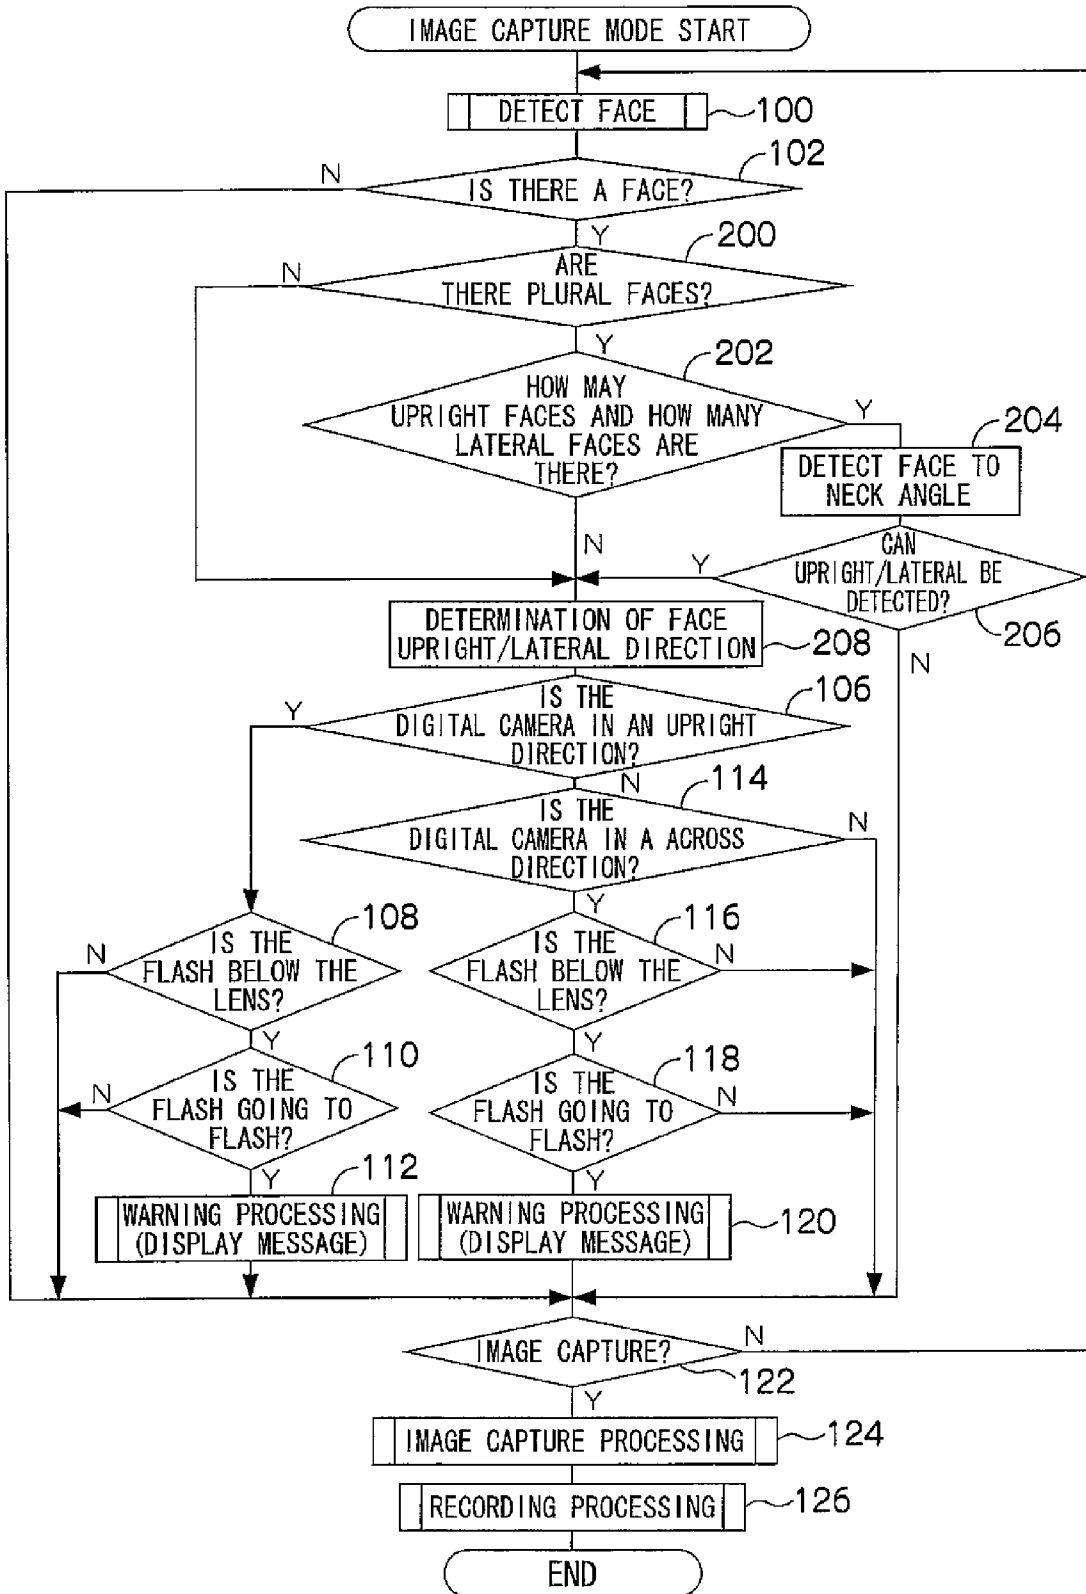 IMAGE CAPTURE MODE START
DETECT FACE
100
102
N
IS THERE A FACE?
Y
200
N
ARE
THERE PLURAL FACES?
Y
202
HOW MAY
UPRIGHT FACES AND HOW MANY
LATERAL FACES ARE
THERE?
Y
204
DETECT FACE TO
NECK ANGLE
N
Y
CAN
UPRIGHT/LATERAL BE
DETECTED?
206
N
DETERMINATION OF FACE
UPRIGHT/LATERAL DIRECTION
208
106
Y
IS THE
DIGITAL CAMERA IN AN UPRIGHT
DIRECTION?
N
114
IS THE
DIGITAL CAMERA IN A ACROSS
DIRECTION?
N
Y
108
N
IS THE
FLASH BELOW THE
LENS?
Y
116
IS THE
FLASH BELOW THE
LENS?
N
Y
110
N
IS THE
FLASH GOING TO
FLASH?
Y
118
IS THE
FLASH GOING TO
FLASH?
N
Y
112
WARNING PROCESSING
(DISPLAY MESSAGE)
WARNING PROCESSING
(DISPLAY MESSAGE)
120
IMAGE CAPTURE?
N
122
Y
IMAGE CAPTURE PROCESSING
124
RECORDING PROCESSING
126
END